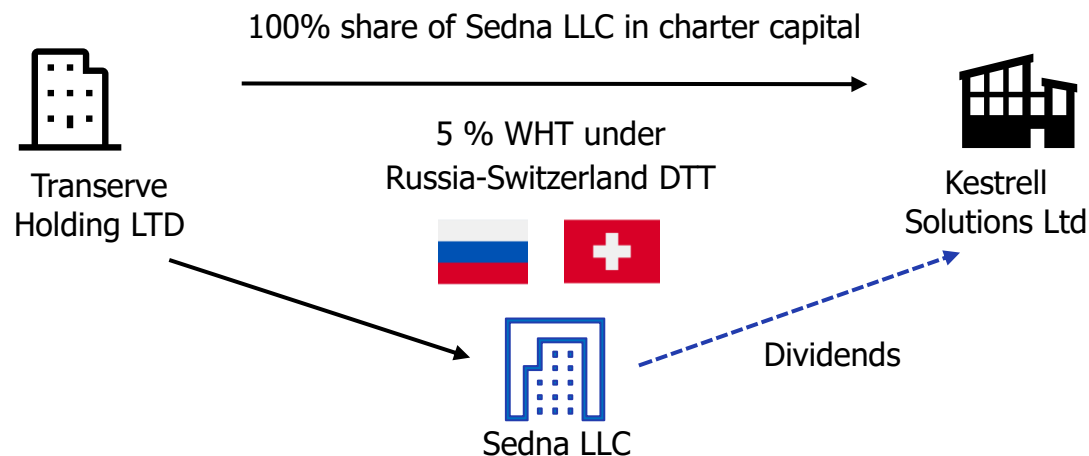 100% share of Sedna LLC in charter capital
5 % WHT under
Russia-Switzerland DTT
Transerve
Holding LTD
Kestrell
Solutions Ltd
Dividends
Sedna LLC